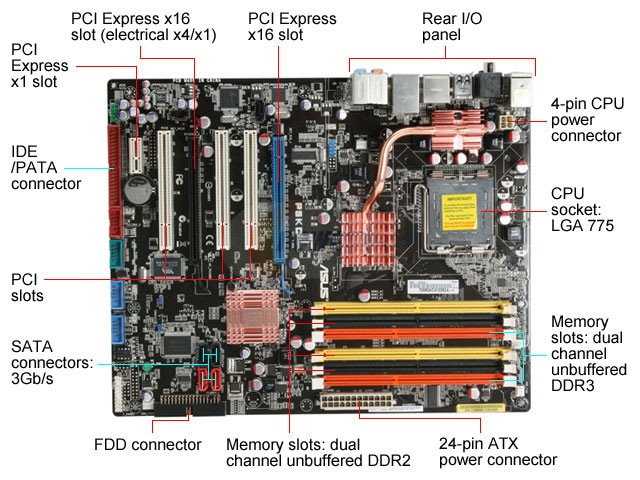 PCI Express x16
slot (electrical x4/x1)
PCI Express
x16 slot
Rear I/O
panel
PCI
Express
x1 slot
4-pin CPU
power
connector
IDE
/PATA
connector
CPU
socket:
LGA 775
IMPORTANT!
P5KC
ASUS
PCI
slots
SATA
connectors:
3Gb/s
Memory
slots: dual
channel
unbuffered
DDR3
FDD connector
Memory slots: dual
channel unbuffered DDR2
24-pin ATX
power connector